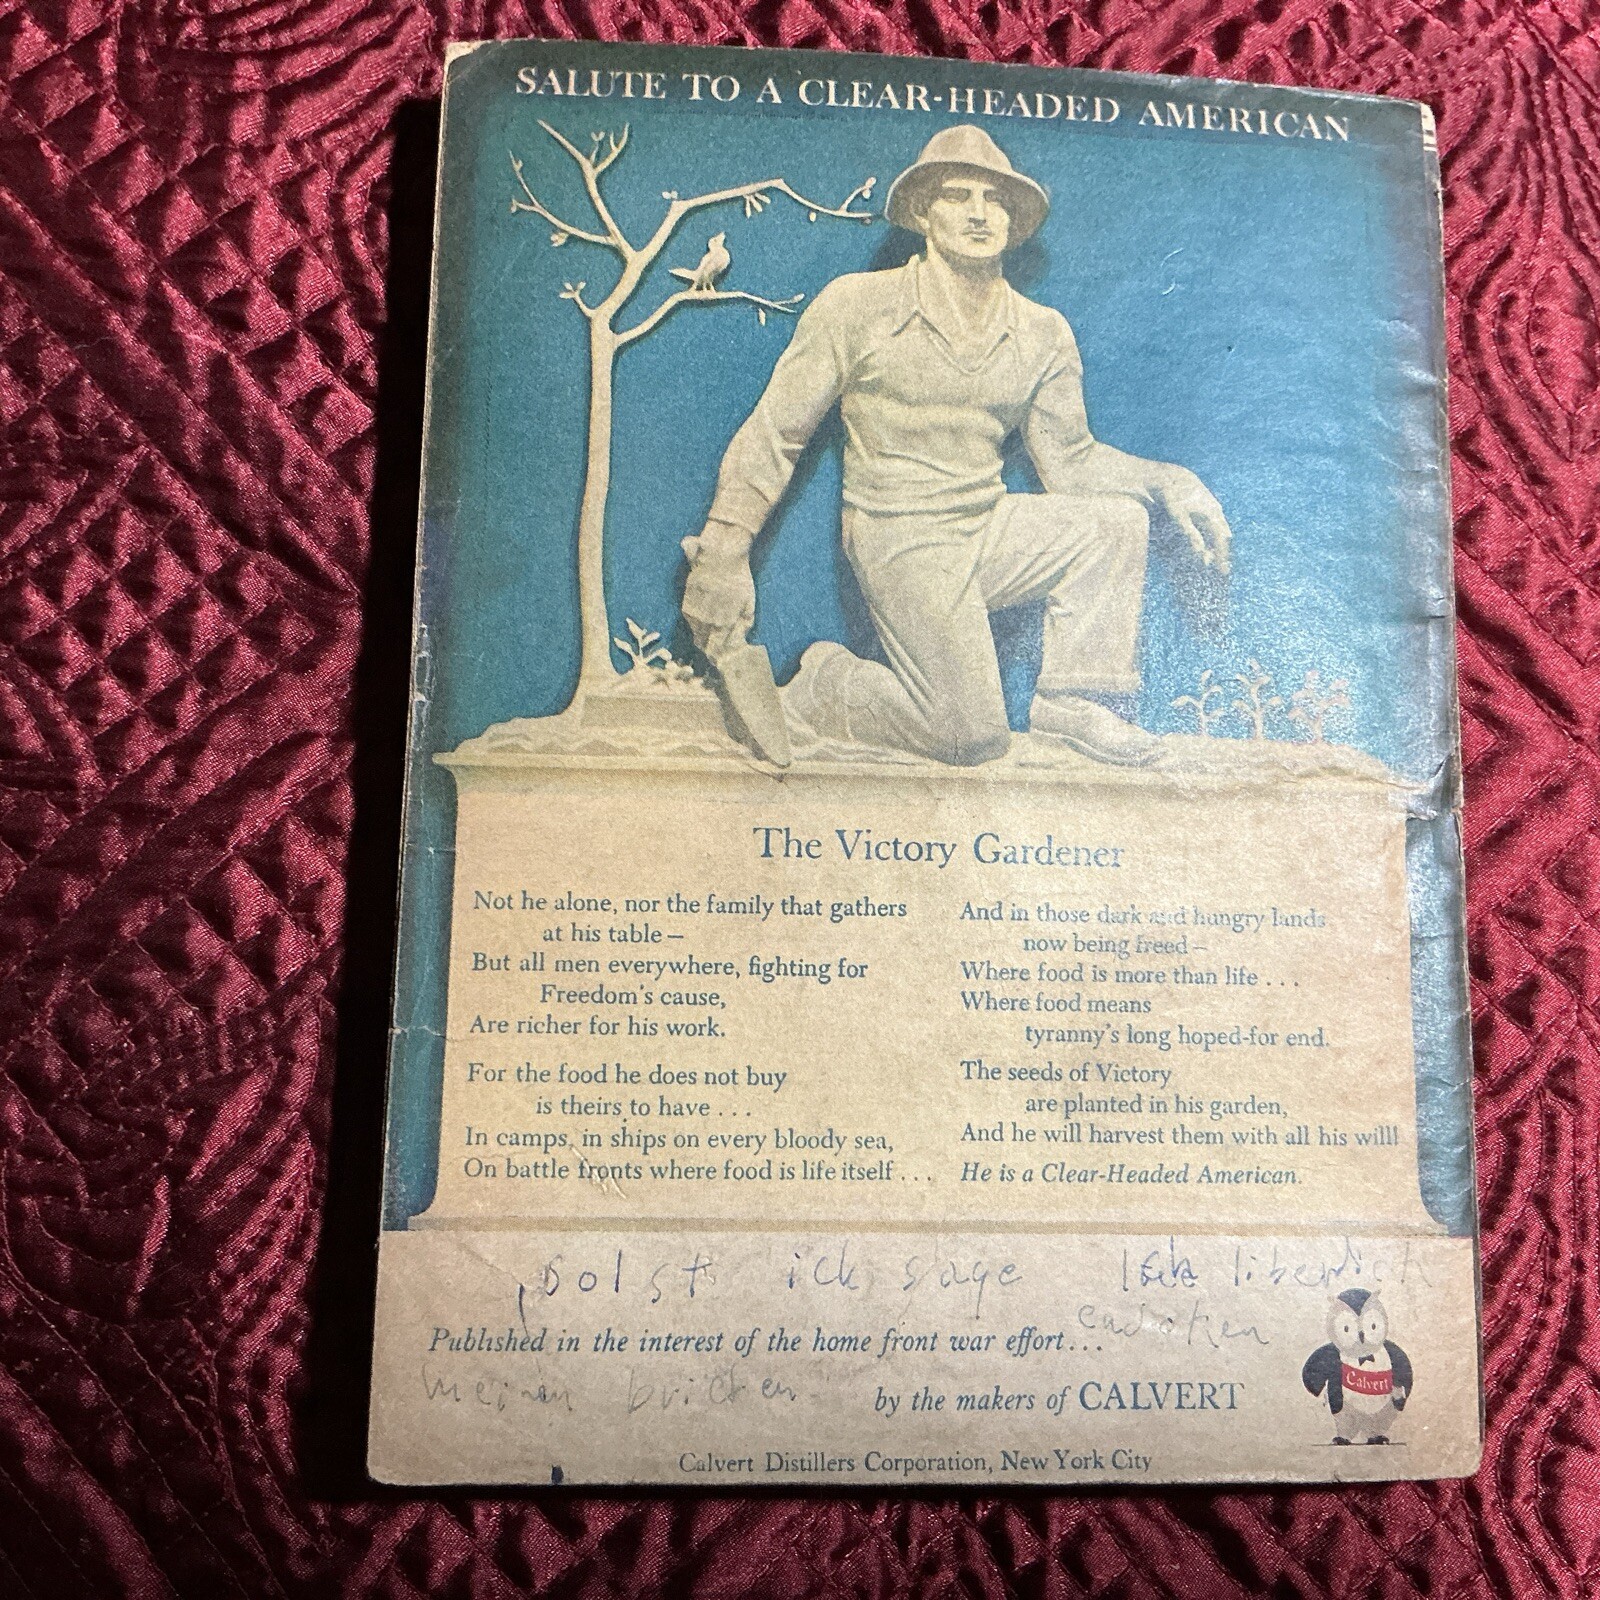 SALUTE TO A CLEAR-HEADED AMERICAN
The Victory Gardener
Not he alone, nor the family that gathers
at his table—
But all men everywhere, fighting for
Freedom's cause,
Are richer for his work.
For the food he does not buy
is theirs to have . . .
In camps, in ships on every bloody sea,
On battle fronts where food is life itself . . .
And in those dark and hungry lands
now being freed—
Where food is more than life . . .
Where food means
tyranny's long hoped-for end.
The seeds of Victory
are planted in his garden,
And he will harvest them with all his will!
He is a Clear-Headed American.
solst ick sage
Published in the interest of the home front war effort...
by the makers of CALVERT
Calvert
Calvert Distillers Corporation, New York City